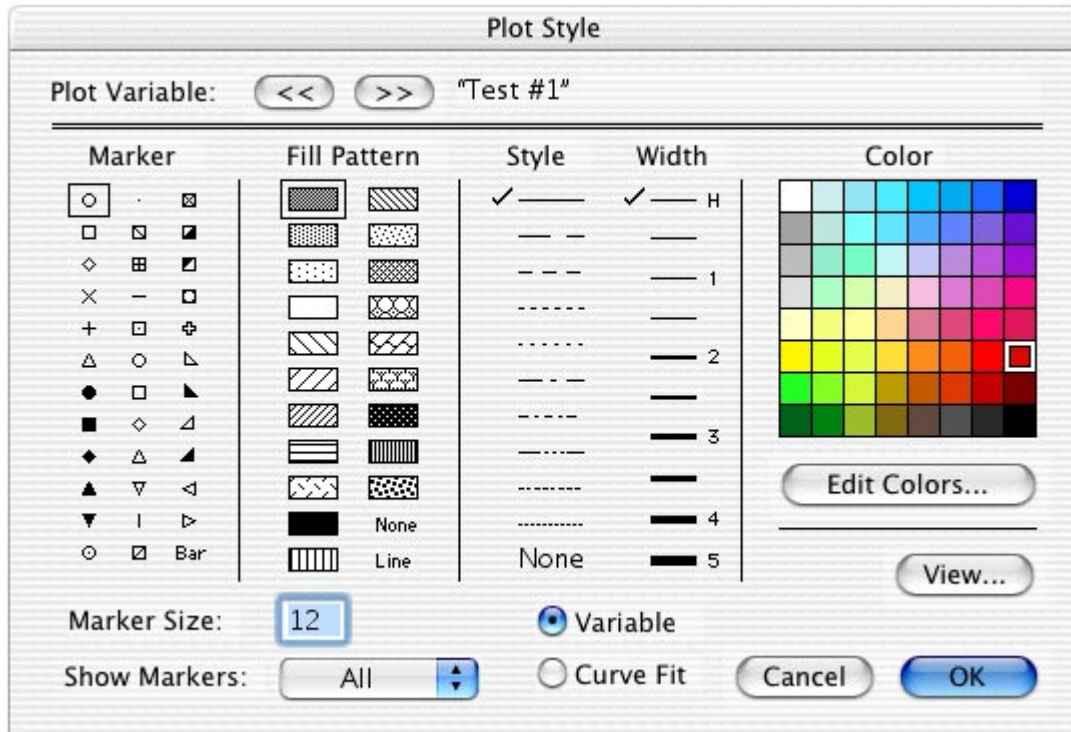 Plot Style
Plot Variable: << >> "Test #1"
Marker Fill Pattern Style Width Color
H
1
2
3
4
5
None
Line
Bar
None
Edit Colors...
View...
Marker Size: 12
Variable
Show Markers: All
Curve Fit
Cancel
OK